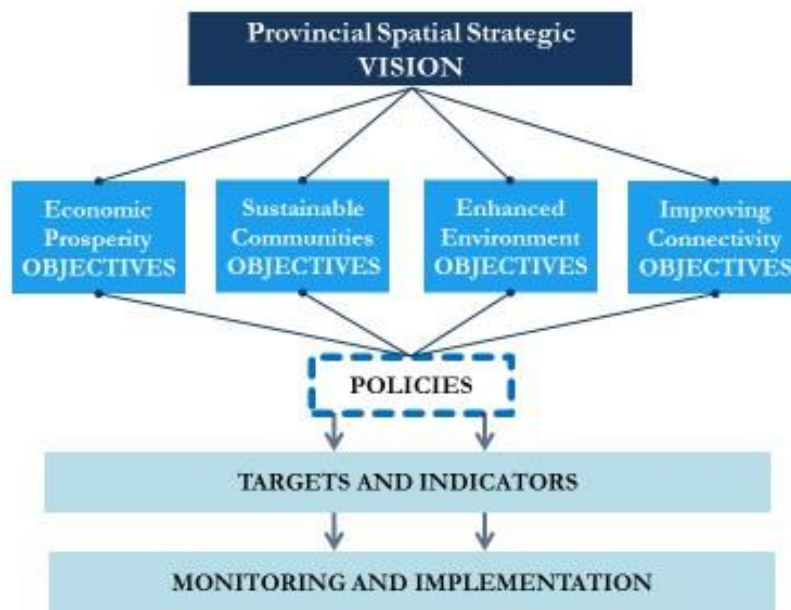 Provincial Spatial Strategic
VISION
Economic
Prosperity
OBJECTIVES
Sustainable
Communities
OBJECTIVES
Enhanced
Environment
OBJECTIVES
Improving
Connectivity
OBJECTIVES
POLICIES
TARGETS AND INDICATORS
MONITORING AND IMPLEMENTATION